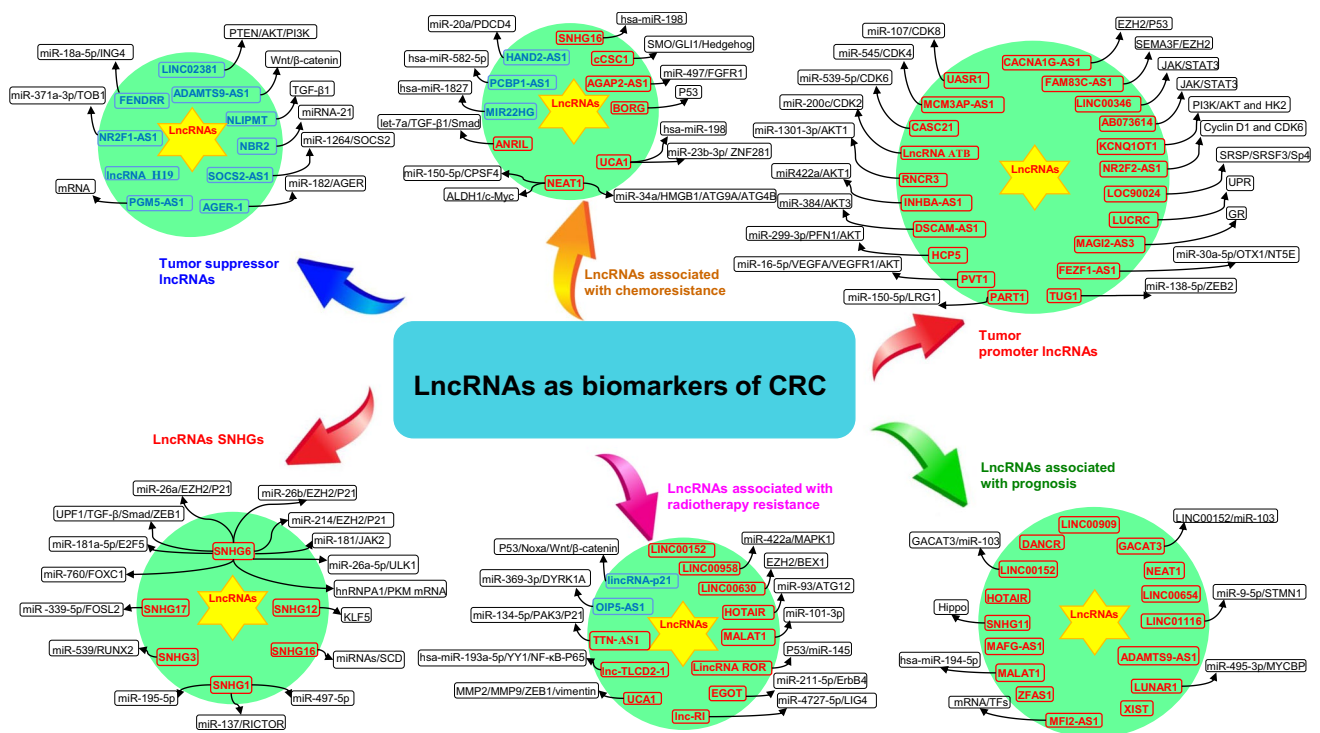 PTEN/AKT/PI3K
miR-18a-5p/ING4
LINC02381
Wnt/β-catenin
ADAMTS9-AS1
FENDRR
miR-371a-3p/TOB1
TGF-β1
NLIPMT
LncRNAs
miRNA-21
NR2F1-AS1
NBR2
miR-1264/SOCS2
lncRNA H19
SOCS2-AS1
mRNA
miR-182/AGER
PGM5-AS1
AGER-1
Tumor suppressor
lncRNAs
miR-20a/PDCD4
hsa-miR-198
SNHG16
hsa-miR-582-5p
HAND2-AS1
cCSC1
SMO/GLI1/Hedgehog
PCBP1-AS1
AGAP2-AS1
miR-497/FGFR1
hsa-miR-1827
LncRNAs
P53
MIR22HG
BORG
let-7a/TGF-β1/Smad
hsa-miR-198
ANRIL
UCA1
miR-23b-3p/ ZNF281
miR-150-5p/CPSF4
NEAT1
ALDH1/c-Myc
miR-34a/HMGB1/ATG9A/ATG4B
LncRNAs associated
with chemoresistance
miR-107/CDK8
EZH2/P53
miR-545/CDK4
CACNA1G-AS1
SEMA3F/EZH2
miR-539-5p/CDK6
UASR1
FAM83C-AS1
JAK/STAT3
MCM3AP-AS1
LINC00346
JAK/STAT3
miR-200c/CDK2
CASC21
AB073614
PI3K/AKT and HK2
miR-1301-3p/AKT1
LncRNA ATB
KCNQ1OT1
Cyclin D1 and CDK6
miR422a/AKT1
RNCR3
LncRNAs
NR2F2-AS1
SRSP/SRSF3/Sp4
miR-384/AKT3
INHBA-AS1
LOC90024
UPR
DSCAM-AS1
LUCRC
GR
miR-299-3p/PFN1/AKT
HCP5
MAGI2-AS3
miR-30a-5p/OTX1/NT5E
miR-16-5p/VEGFA/VEGFR1/AKT
PVT1
FEZF1-AS1
miR-150-5p/LRG1
PART1
TUG1
miR-138-5p/ZEB2
Tumor
promoter lncRNAs
LncRNAs as biomarkers of CRC
LncRNAs SNHGs
miR-26a/EZH2/P21
miR-26b/EZH2/P21
UPF1/TGF-β/Smad/ZEB1
miR-214/EZH2/P21
miR-181a-5p/E2F5
SNHG6
miR-181/JAK2
miR-26a-5p/ULK1
miR-760/FOXC1
hnRNPA1/PKM mRNA
LncRNAs
miR -339-5p/FOSL2
SNHG17
SNHG12
KLF5
miR-539/RUNX2
SNHG3
SNHG16
miRNAs/SCD
SNHG1
miR-195-5p
miR-497-5p
miR-137/RICTOR
LncRNAs associated with
radiotherapy resistance
P53/Noxa/Wnt/β-catenin
LINC00152
miR-422a/MAPK1
LINC00958
EZH2/BEX1
miR-369-3p/DYRK1A
lincRNA-p21
LINC00630
miR-93/ATG12
OIP5-AS1
HOTAIR
miR-134-5p/PAK3/P21
LncRNAs
miR-101-3p
TTN-AS1
MALAT1
hsa-miR-193a-5p/YY1/NF-κB-P65
P53/miR-145
lnc-TLCD2-1
LincRNA ROR
MMP2/MMP9/ZEB1/vimentin
UCA1
EGOT
miR-211-5p/ErbB4
lnc-RI
miR-4727-5p/LIG4
LncRNAs associated
with prognosis
LINC00909
LINC00152/miR-103
GACAT3/miR-103
DANCR
GACAT3
LINC00152
NEAT1
HOTAIR
LINC00654
miR-9-5p/STMN1
Hippo
SNHG11
LncRNAs
LINC01116
MAFG-AS1
ADAMTS9-AS1
hsa-miR-194-5p
MALAT1
miR-495-3p/MYCBP
mRNA/TFs
ZFAS1
LUNAR1
MFI2-AS1
XIST